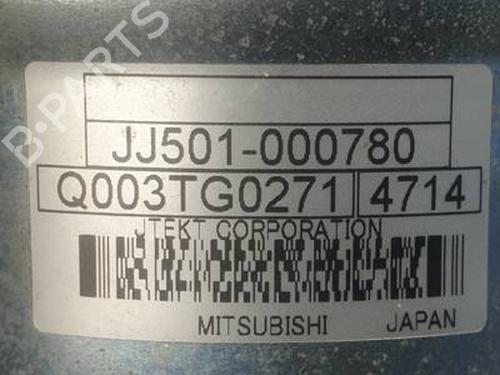 B-PARTS
JJ501-000780
Q003TG0271 4714
JTEKT CORPORATION
MITSUBISHI JAPAN